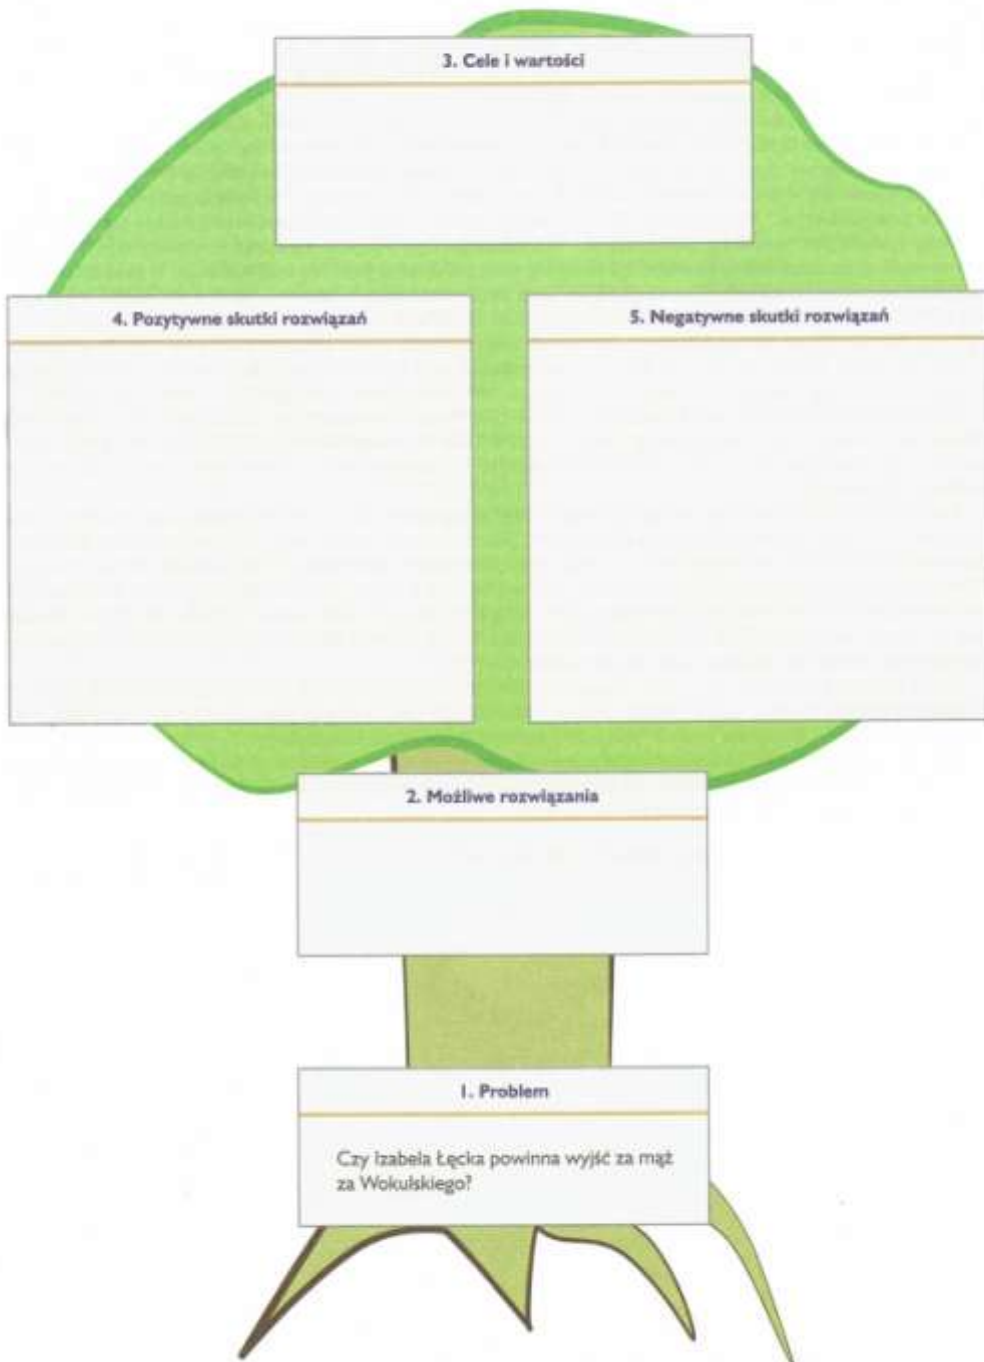 3. Cele i wartości
4. Pozytywne skutki rozwiązań
5. Negatywne skutki rozwiązań
2. Możliwe rozwiązania
1. Problem
Czy Izabela Łęcka powinna wyjść za mąż
za Wokulskiego?